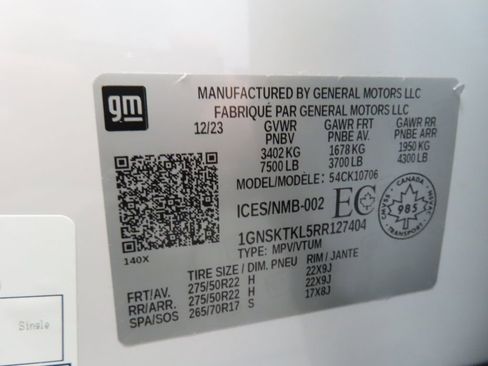 gm
MANUFACTURED BY GENERAL MOTORS LLC
FABRIQUÉ PAR GENERAL MOTORS LLC
12/23 GVWR GAWR FRT GAWR RR
PNBV PNBE AV. PNBE ARR
3402 KG 1678 KG 1950 KG
7500 LB 3700 LB 4300 LB
MODEL/MODÈLE: 54CK10706
ICES/NMB-002 EC
CANADA
CMVSS 985 NSVAC
1GNSKTKL5RR127404
TYPE: MPV/VTUM
140X
TIRE SIZE / DIM. PNEU RIM / JANTE
FRT/AV. 275/50R22 H 22X9J
RR/ARR. 275/50R22 H 22X9J
SPA/SOS 265/70R17 S 17X8J
Single